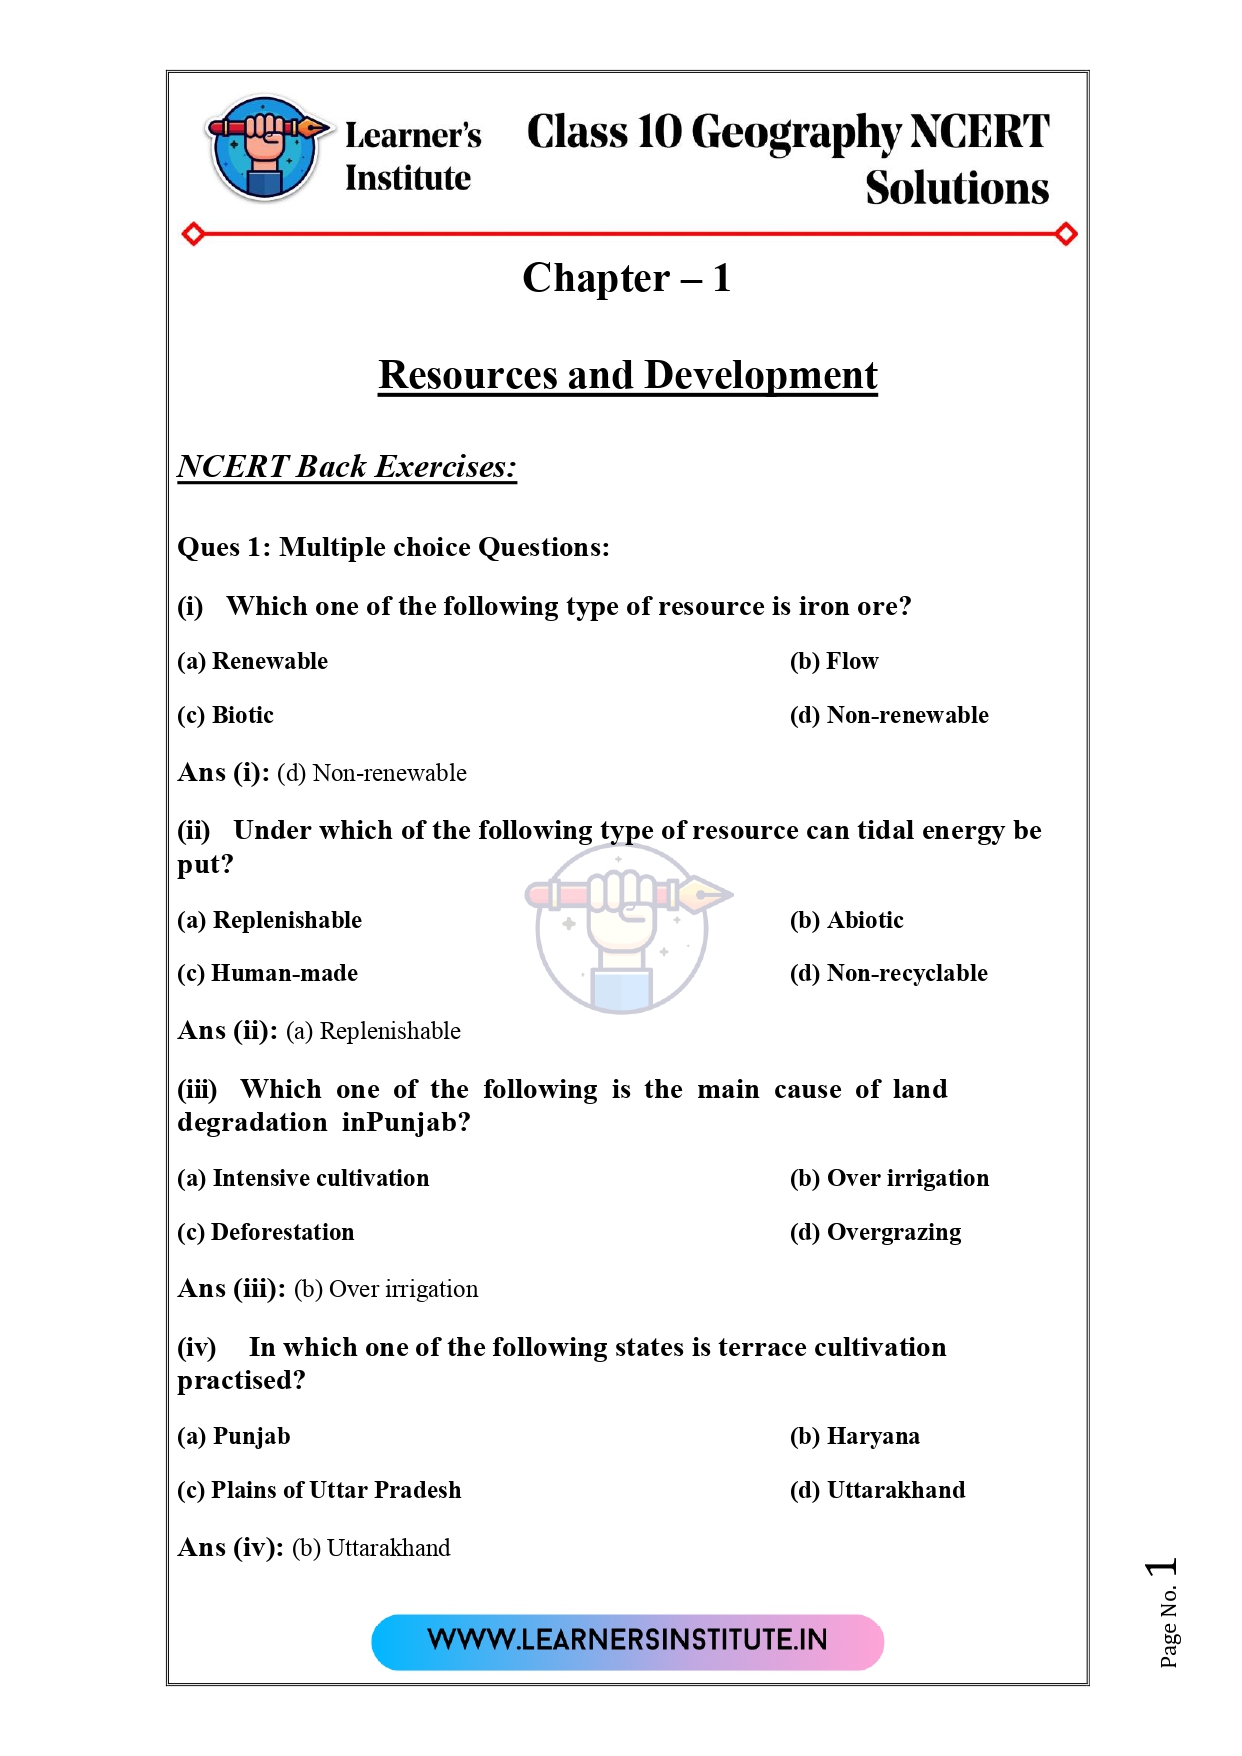 Learner's
Institute
Class 10 Geography NCERT
Solutions
Chapter – 1
Resources and Development
NCERT Back Exercises:
Ques 1: Multiple choice Questions:
(i) Which one of the following type of resource is iron ore?
(a) Renewable (b) Flow
(c) Biotic (d) Non-renewable
Ans (i): (d) Non-renewable
(ii) Under which of the following type of resource can tidal energy be
put?
(a) Replenishable (b) Abiotic
(c) Human-made (d) Non-recyclable
Ans (ii): (a) Replenishable
(iii) Which one of the following is the main cause of land
degradation inPunjab?
(a) Intensive cultivation (b) Over irrigation
(c) Deforestation (d) Overgrazing
Ans (iii): (b) Over irrigation
(iv) In which one of the following states is terrace cultivation
practised?
(a) Punjab (b) Haryana
(c) Plains of Uttar Pradesh (d) Uttarakhand
Ans (iv): (b) Uttarakhand
WWW.LEARNERSINSTITUTE.IN
Page No. 1